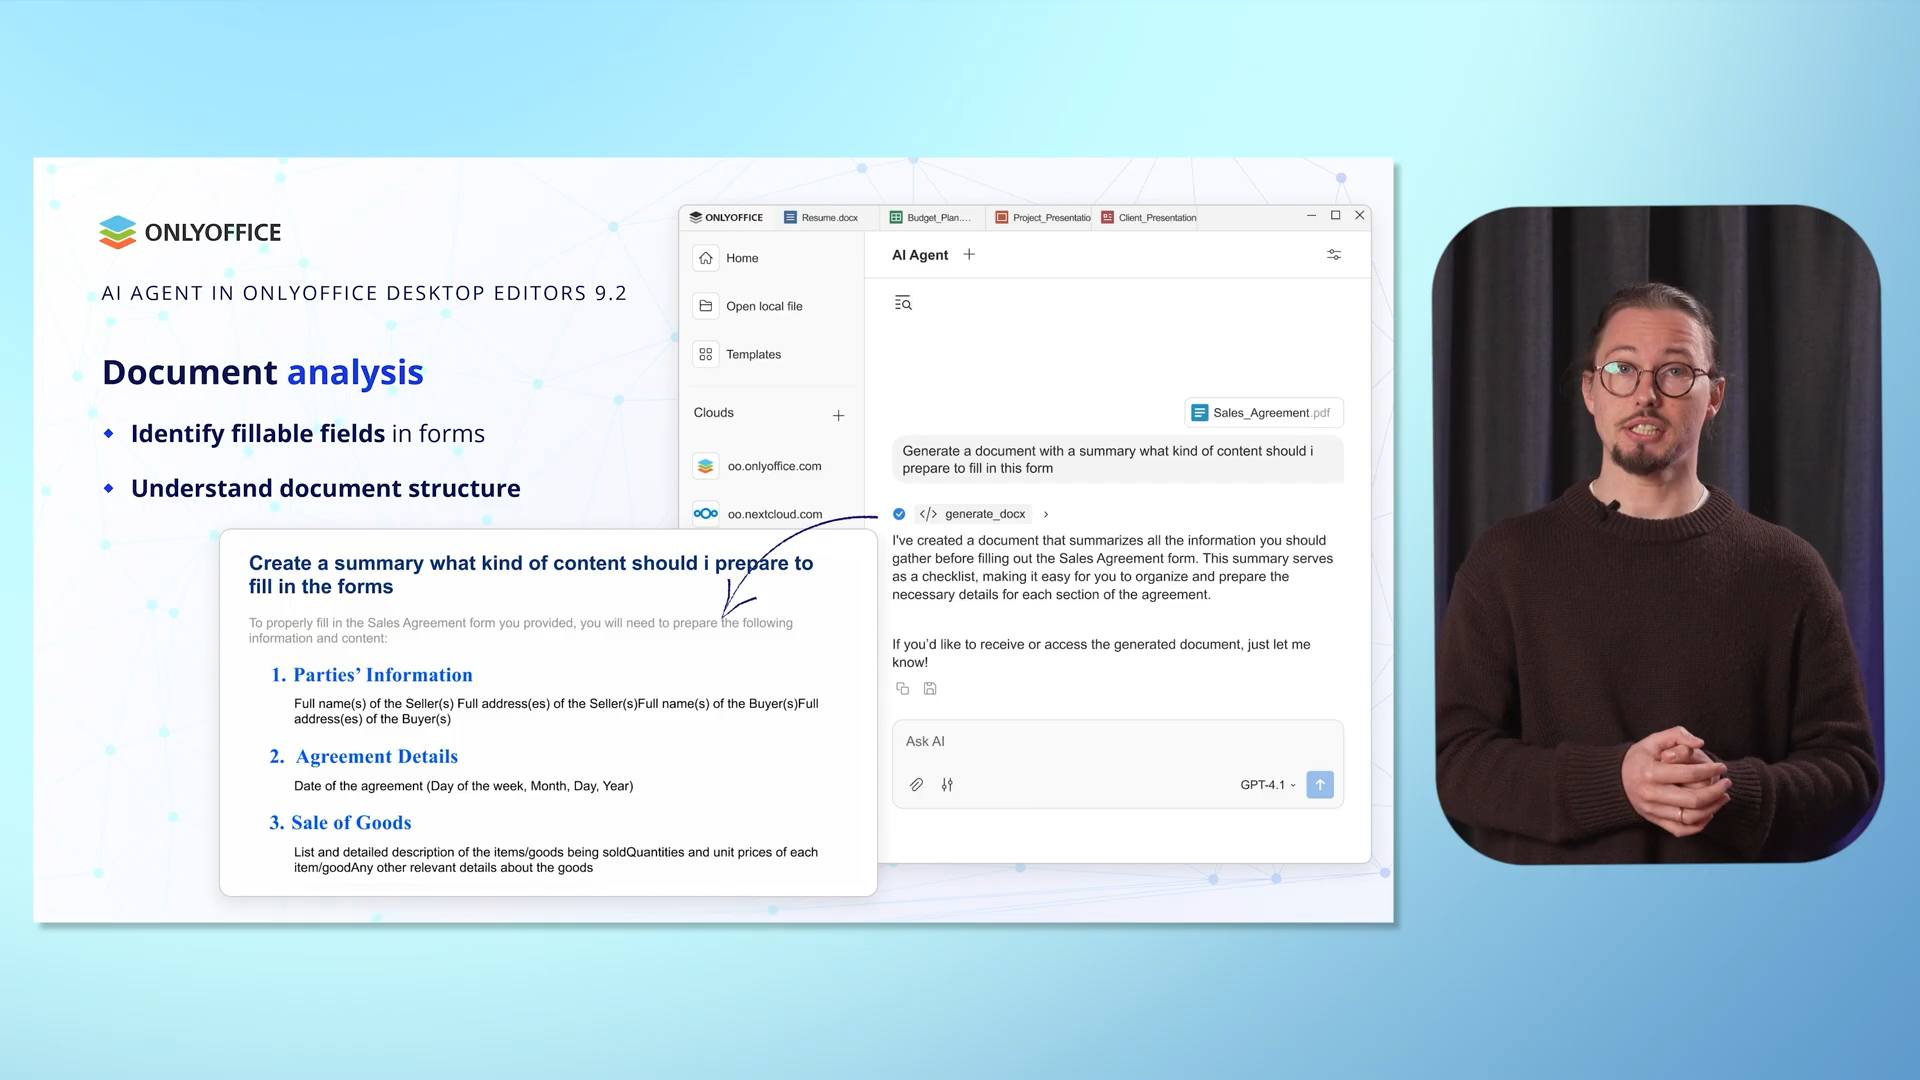 ONLYOFFICE
AI AGENT IN ONLYOFFICE DESKTOP EDITORS 9.2
Document analysis
Identify fillable fields in forms
Understand document structure
ONLYOFFICE
Resume.docx
Budget_Plan....
Project_Presentatio
Client_Presentation
Home
Open local file
Templates
Clouds
oo.onlyoffice.com
oo.nextcloud.com
AI Agent
Sales_Agreement.pdf
Generate a document with a summary what kind of content should i
prepare to fill in this form
generate_docx
I've created a document that summarizes all the information you should
gather before filling out the Sales Agreement form. This summary serves
as a checklist, making it easy for you to organize and prepare the
necessary details for each section of the agreement.
If you'd like to receive or access the generated document, just let me
know!
Ask AI
GPT-4.1
Create a summary what kind of content should i prepare to
fill in the forms
To properly fill in the Sales Agreement form you provided, you will need to prepare the following
information and content:
1. Parties' Information
Full name(s) of the Seller(s) Full address(es) of the Seller(s)Full name(s) of the Buyer(s)Full
address(es) of the Buyer(s)
2. Agreement Details
Date of the agreement (Day of the week, Month, Day, Year)
3. Sale of Goods
List and detailed description of the items/goods being soldQuantities and unit prices of each
item/goodAny other relevant details about the goods